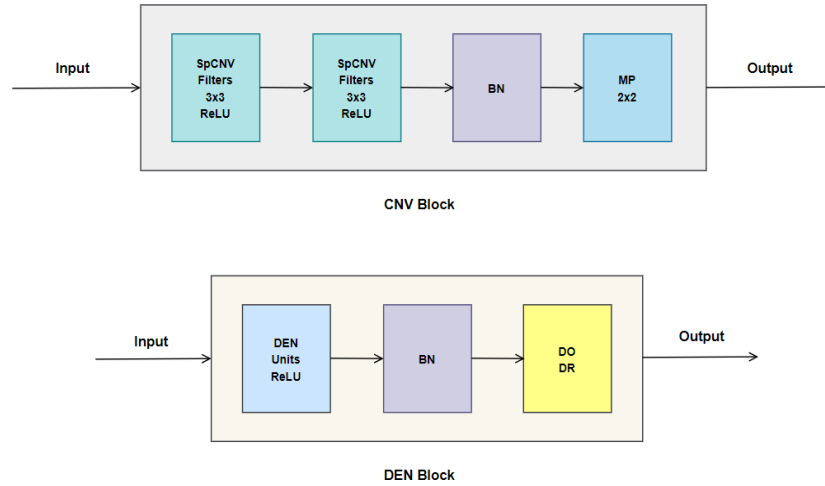 Input
SpCNV
Filters
3x3
ReLU
SpCNV
Filters
3x3
ReLU
BN
MP
2x2
Output
CNV Block
Input
DEN
Units
ReLU
BN
DO
DR
Output
DEN Block